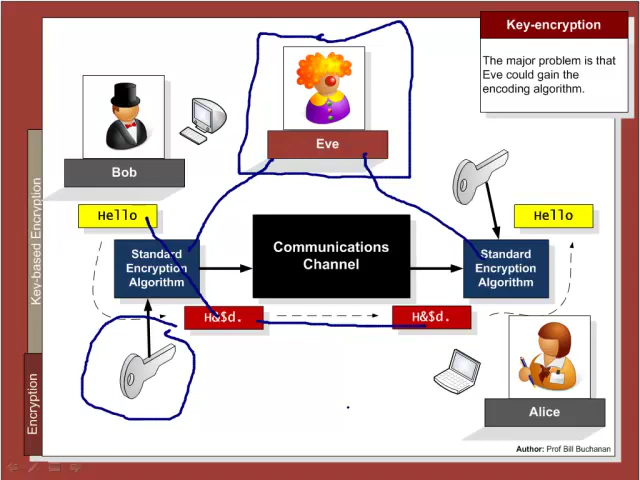 Key-encryption
The major problem is that
Eve could gain the
encoding algorithm.
Eve
Bob
Hello
Hello
Standard
Encryption
Algorithm
Communications
Channel
Standard
Encryption
Algorithm
H&$d.
H&$d.
Alice
Key-based Encryption
Encryption
Author: Prof Bill Buchanan